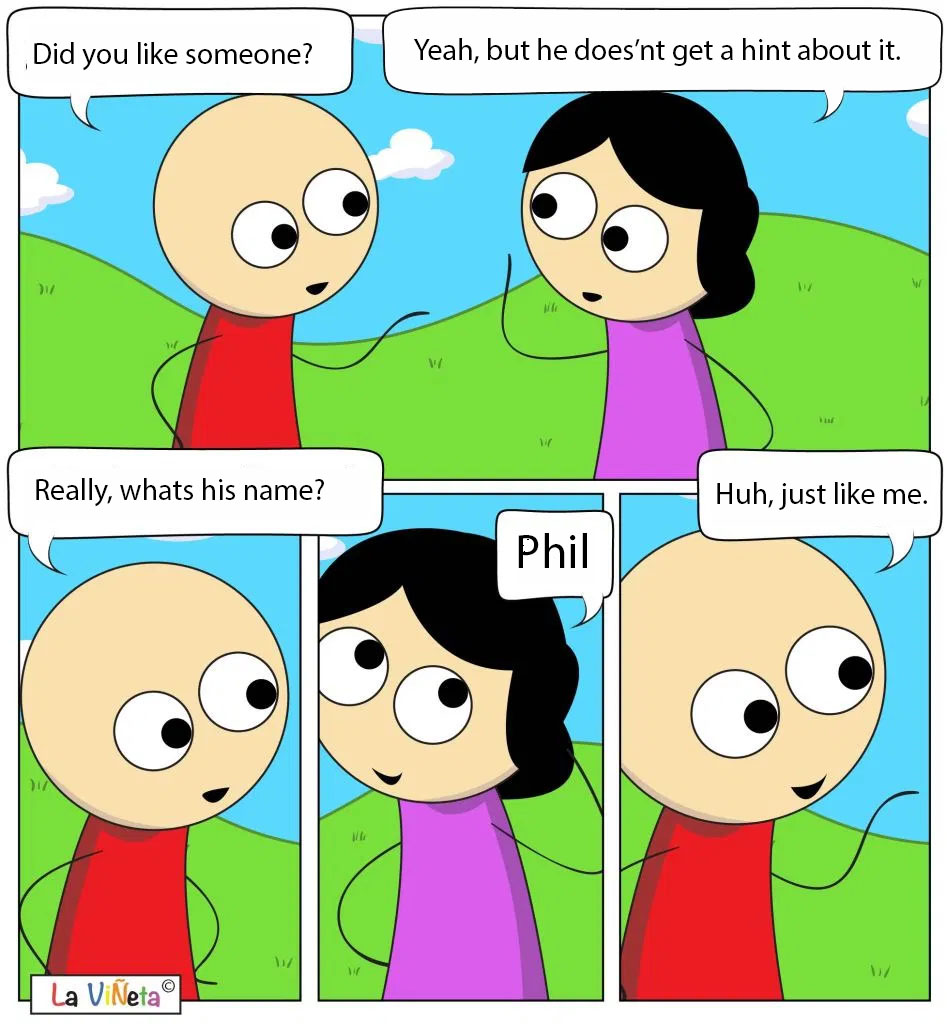 Did you like someone?
Yeah, but he does’nt get a hint about it.
Really, whats his name?
Phil
Huh, just like me.
La ViÑeta©